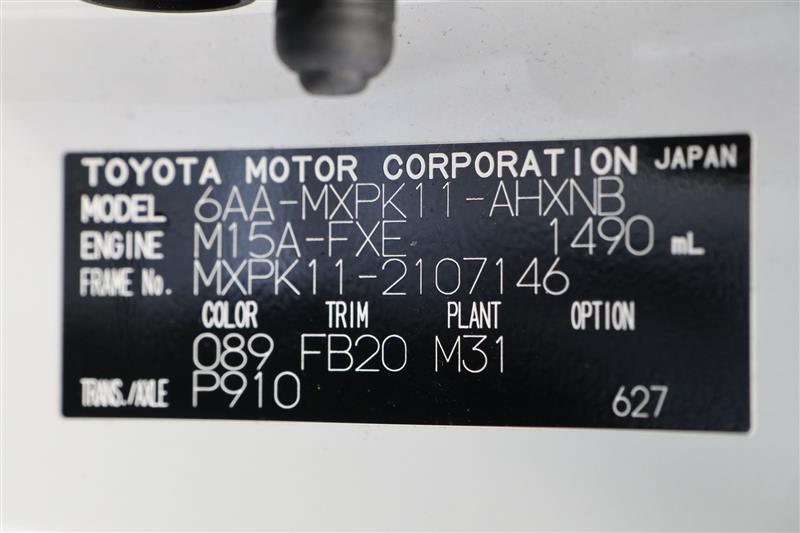 TOYOTA MOTOR CORPORATION JAPAN
MODEL 6AA-MXPK11-AHXNB
ENGINE M15A-FXE 1490 mL
FRAME No. MXPK11-2107146
COLOR TRIM PLANT OPTION
089 FB20 M31
TRANS./AXLE P910 627